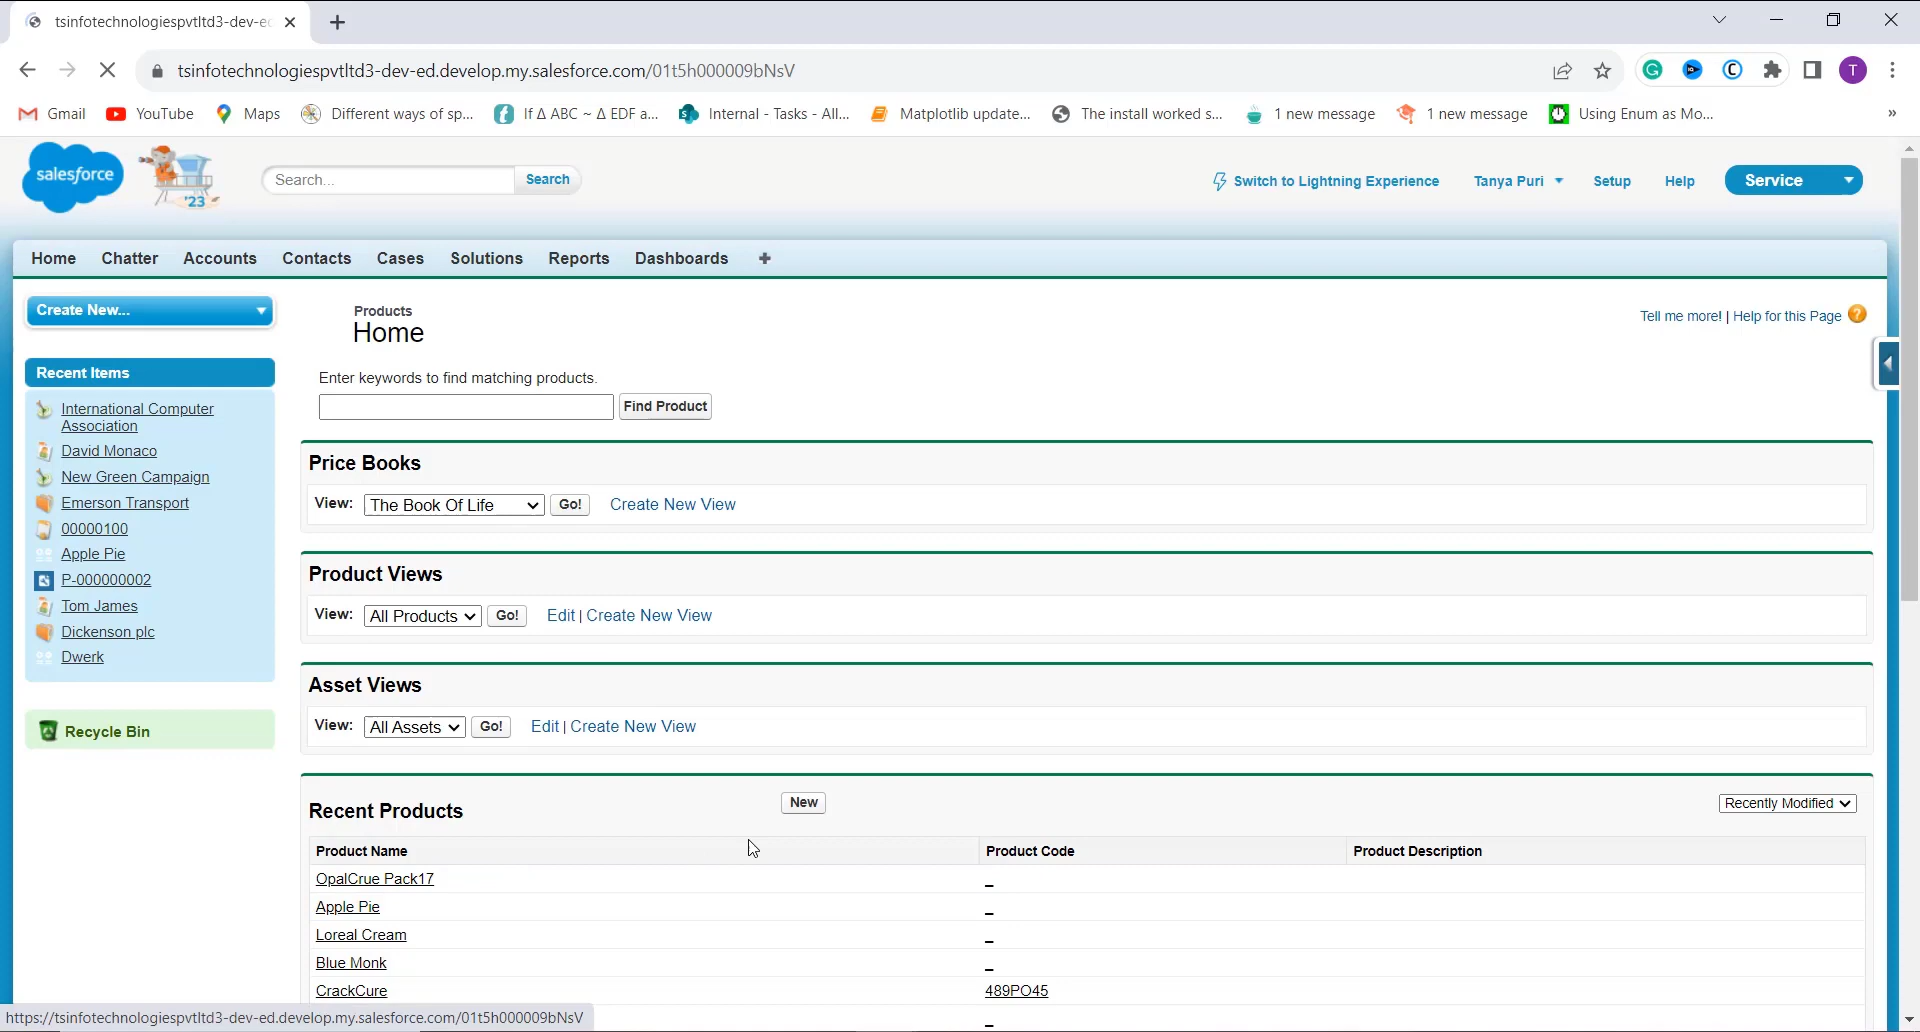 tsinfotechnologiespvtltd3-dev-ed
tsinfotechnologiespvtltd3-dev-ed.develop.my.salesforce.com/01t5h000009bNsV
T
Gmail
YouTube
Maps
Different ways of sp...
If Δ ABC ~ Δ EDF a...
Internal - Tasks - All...
Matplotlib update...
The install worked s...
1 new message
1 new message
Using Enum as Mo...
»
salesforce
'23
Search...
Search
Switch to Lightning Experience
Tanya Puri
Setup
Help
Service
Home
Chatter
Accounts
Contacts
Cases
Solutions
Reports
Dashboards
+
Create New...
Products
Home
Tell me more! | Help for this Page ?
Recent Items
International Computer
Association
David Monaco
New Green Campaign
Emerson Transport
00000100
Apple Pie
P-000000002
Tom James
Dickenson plc
Dwerk
Recycle Bin
Enter keywords to find matching products.
Find Product
Price Books
View: The Book Of Life Go! Create New View
Product Views
View: All Products Go! Edit | Create New View
Asset Views
View: All Assets Go! Edit | Create New View
Recent Products
New
Recently Modified
Product Name Product Code Product Description
OpalCrue Pack17 _
Apple Pie _
Loreal Cream _
Blue Monk _
CrackCure 489PO45
_
https://tsinfotechnologiespvtltd3-dev-ed.develop.my.salesforce.com/01t5h000009bNsV